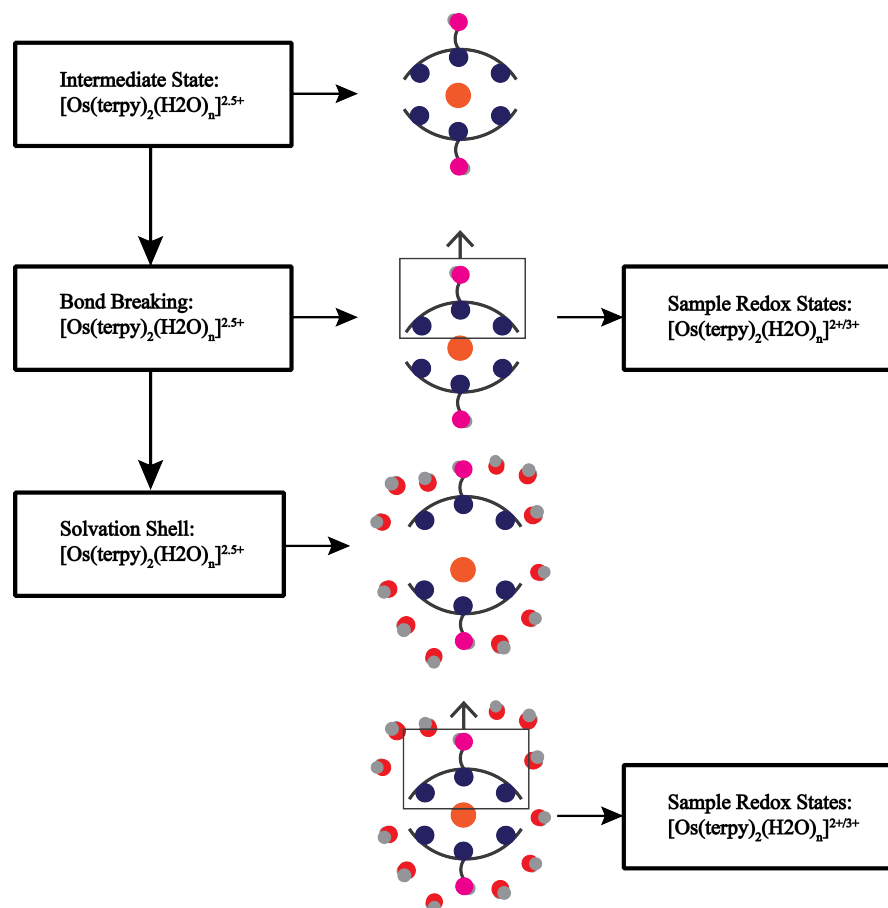 Intermediate State:
[Os(terpy)₂(H2O)ₙ]²·⁵⁺
Bond Breaking:
[Os(terpy)₂(H2O)ₙ]²·⁵⁺
Sample Redox States:
[Os(terpy)₂(H2O)ₙ]²⁺/³⁺
Solvation Shell:
[Os(terpy)₂(H2O)ₙ]²·⁵⁺
Sample Redox States:
[Os(terpy)₂(H2O)ₙ]²⁺/³⁺